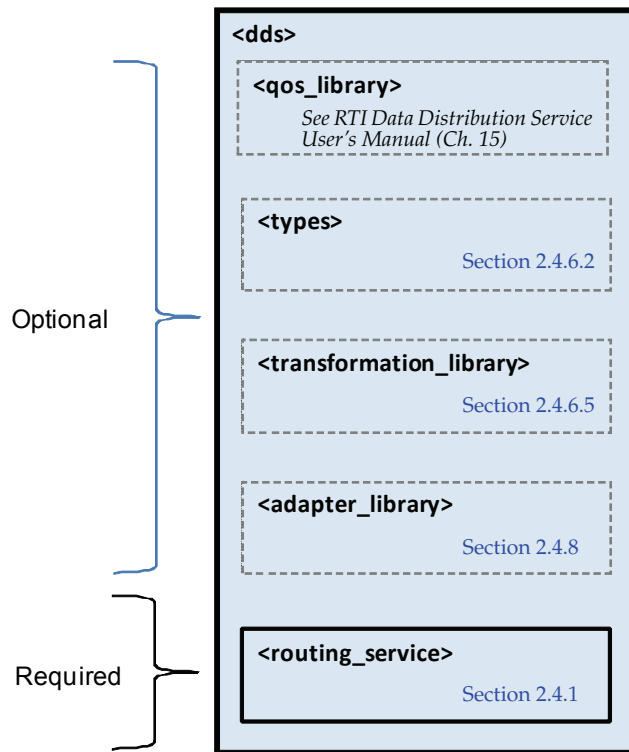 <dds>
<qos_library>
See RTI Data Distribution Service
User's Manual (Ch. 15)
<types>
Section 2.4.6.2
Optional
<transformation_library>
Section 2.4.6.5
<adapter_library>
Section 2.4.8
<routing_service>
Required
Section 2.4.1